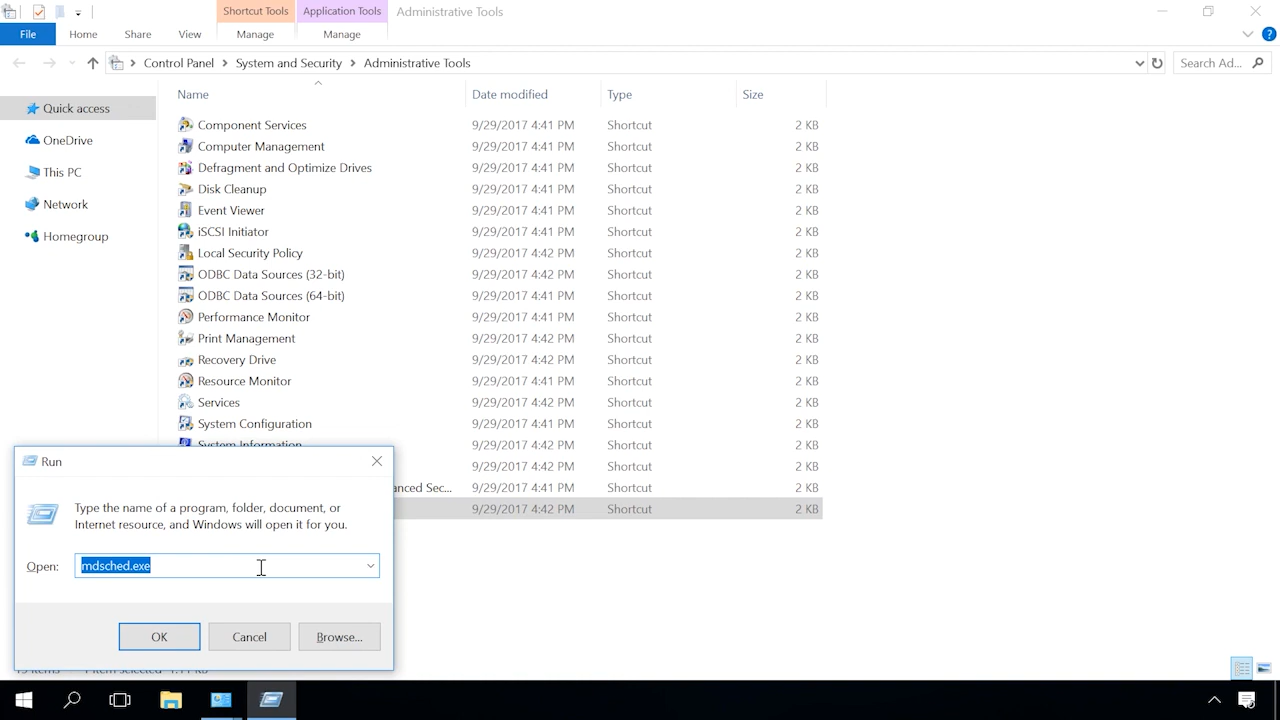 Shortcut Tools
Application Tools
Administrative Tools
File
Home
Share
View
Manage
Manage
Control Panel
System and Security
Administrative Tools
Search Ad...
Name
Date modified
Type
Size
Quick access
OneDrive
This PC
Network
Homegroup
Component Services 9/29/2017 4:41 PM Shortcut 2 KB
Computer Management 9/29/2017 4:41 PM Shortcut 2 KB
Defragment and Optimize Drives 9/29/2017 4:41 PM Shortcut 2 KB
Disk Cleanup 9/29/2017 4:41 PM Shortcut 2 KB
Event Viewer 9/29/2017 4:41 PM Shortcut 2 KB
iSCSI Initiator 9/29/2017 4:41 PM Shortcut 2 KB
Local Security Policy 9/29/2017 4:42 PM Shortcut 2 KB
ODBC Data Sources (32-bit) 9/29/2017 4:42 PM Shortcut 2 KB
ODBC Data Sources (64-bit) 9/29/2017 4:41 PM Shortcut 2 KB
Performance Monitor 9/29/2017 4:41 PM Shortcut 2 KB
Print Management 9/29/2017 4:42 PM Shortcut 2 KB
Recovery Drive 9/29/2017 4:42 PM Shortcut 2 KB
Resource Monitor 9/29/2017 4:41 PM Shortcut 2 KB
Services 9/29/2017 4:42 PM Shortcut 2 KB
System Configuration 9/29/2017 4:42 PM Shortcut 2 KB
System Information 9/29/2017 4:42 PM Shortcut 2 KB
9/29/2017 4:42 PM Shortcut 2 KB
anced Sec... 9/29/2017 4:41 PM Shortcut 2 KB
9/29/2017 4:42 PM Shortcut 2 KB
Run
Type the name of a program, folder, document, or
Internet resource, and Windows will open it for you.
Open: mdsched.exe
OK
Cancel
Browse...